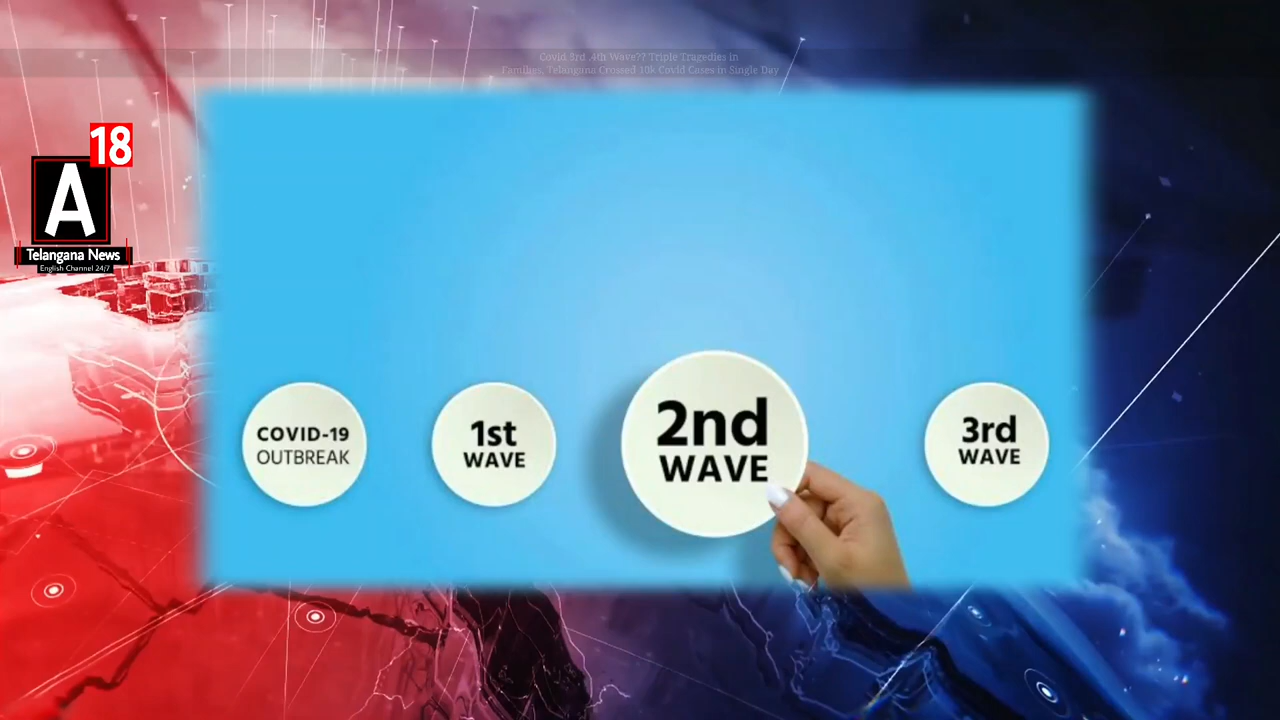 Covid 3rd ,4th Wave?? Triple Tragedies in
Families, Telangana Crossed 10k Covid Cases in Single Day
18
A
Telangana News
English Channel 24/7
COVID-19
OUTBREAK
1st
WAVE
2nd
WAVE
3rd
WAVE